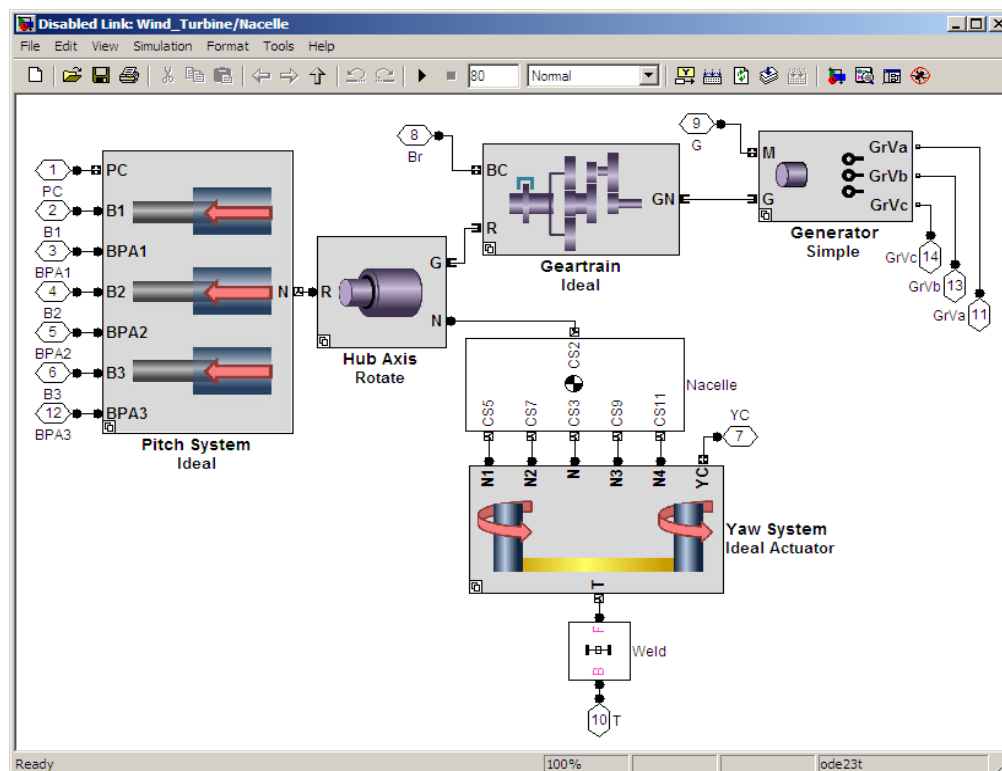 Disabled Link: Wind_Turbine/Nacelle
File Edit View Simulation Format Tools Help
80 Normal
1
PC
PC
2
B1
B1
3
BPA1
BPA1
4
B2
B2
5
BPA2
BPA2
6
B3
B3
12
BPA3
BPA3
N
Pitch System
Ideal
R
G
N
Hub Axis
Rotate
8
Br
BC
R
GN
Geartrain
Ideal
9
G
M
G
GrVa
GrVb
GrVc
Generator
Simple
14
GrVc
13
GrVb
11
GrVa
CS2
CS5 CS7 CS3 CS9 CS11
Nacelle
YC
7
N1 N2 N N3 N4 YC
T
Yaw System
Ideal Actuator
F
B
Weld
10 T
Ready 100% ode23t